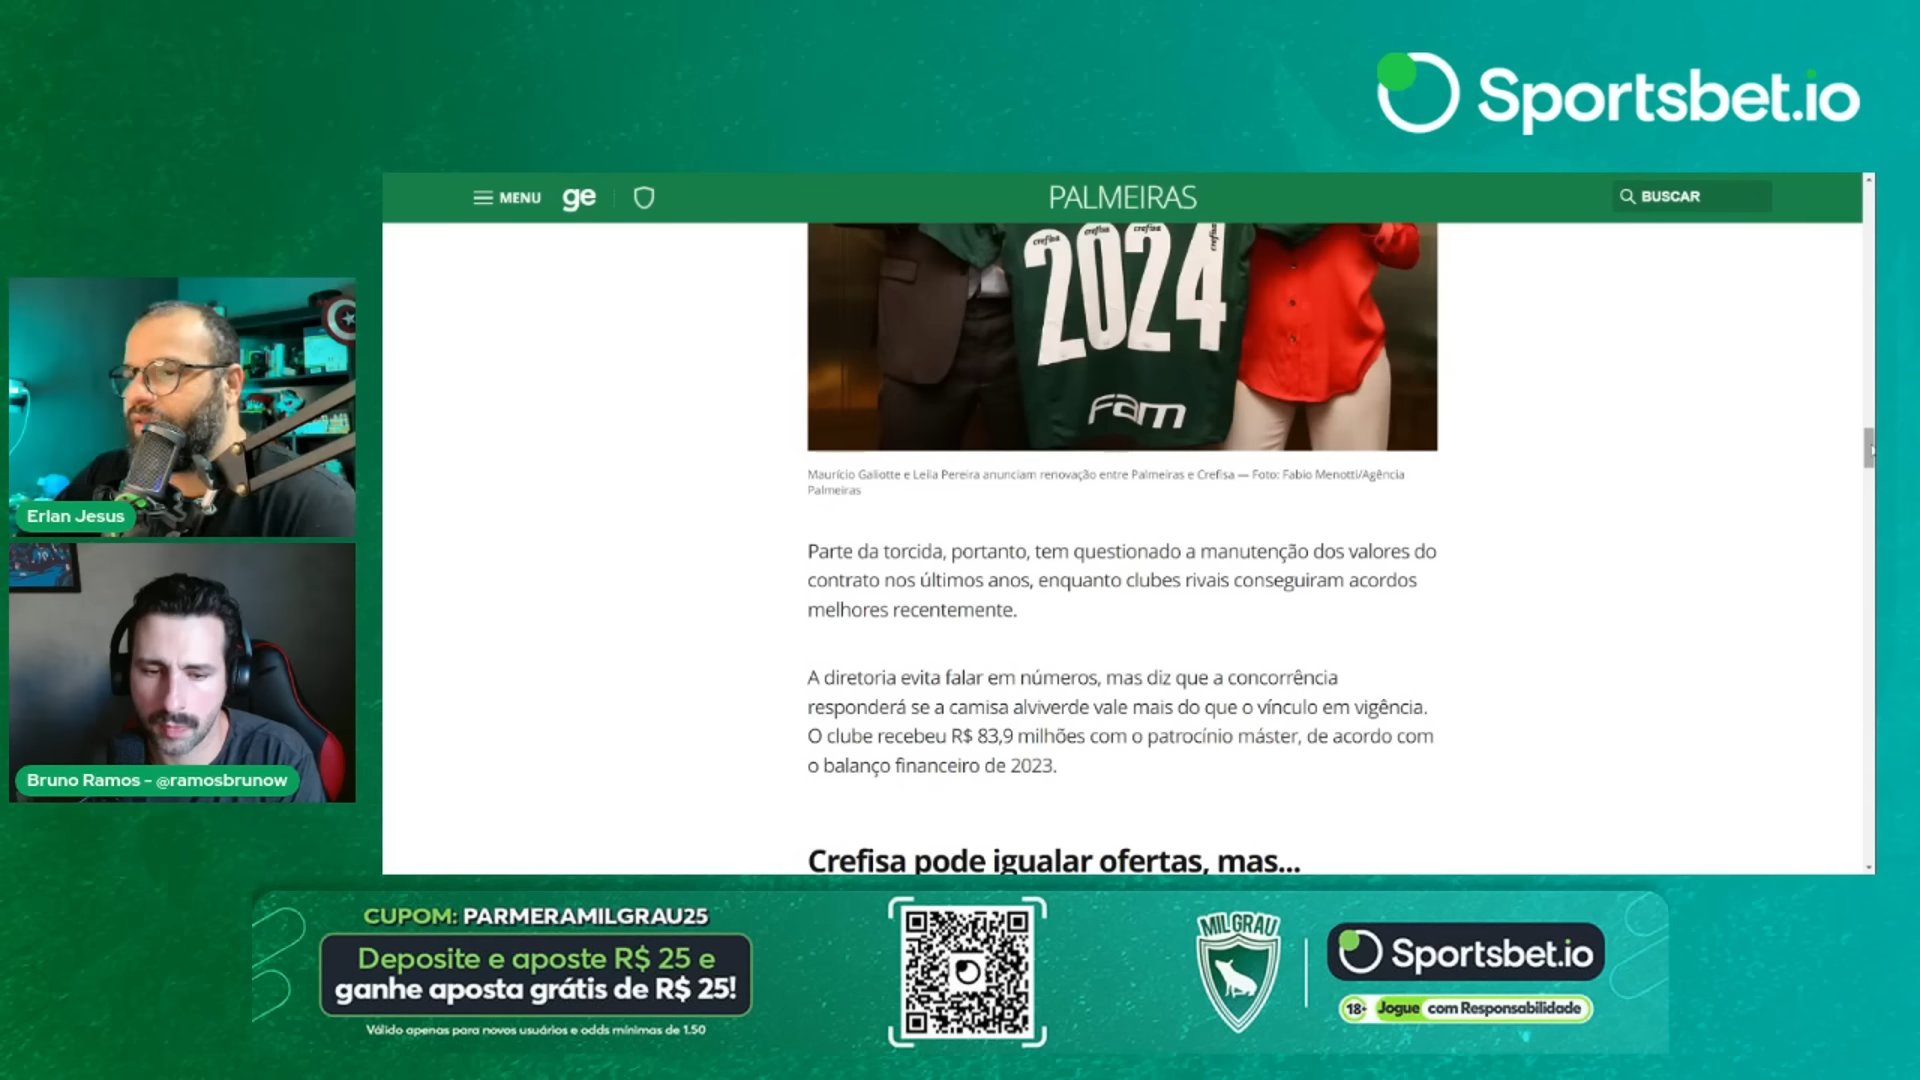 Sportsbet.io
MENU
ge
PALMEIRAS
BUSCAR
crefisa crefisa crefisa crefisa
2024
Fam
Maurício Galiotte e Leila Pereira anunciam renovação entre Palmeiras e Crefisa — Foto: Fabio Menotti/Agência
Palmeiras
Parte da torcida, portanto, tem questionado a manutenção dos valores do
contrato nos últimos anos, enquanto clubes rivais conseguiram acordos
melhores recentemente.
A diretoria evita falar em números, mas diz que a concorrência
responderá se a camisa alviverde vale mais do que o vínculo em vigência.
O clube recebeu R$ 83,9 milhões com o patrocínio máster, de acordo com
o balanço financeiro de 2023.
Crefisa pode igualar ofertas, mas...
Erlan Jesus
Bruno Ramos - @ramosbrunow
CUPOM: PARMERAMILGRAU25
Deposite e aposte R$ 25 e
ganhe aposta grátis de R$ 25!
Válido apenas para novos usuários e odds mínimas de 1.50
MIL GRAU
Sportsbet.io
18+ Jogue com Responsabilidade